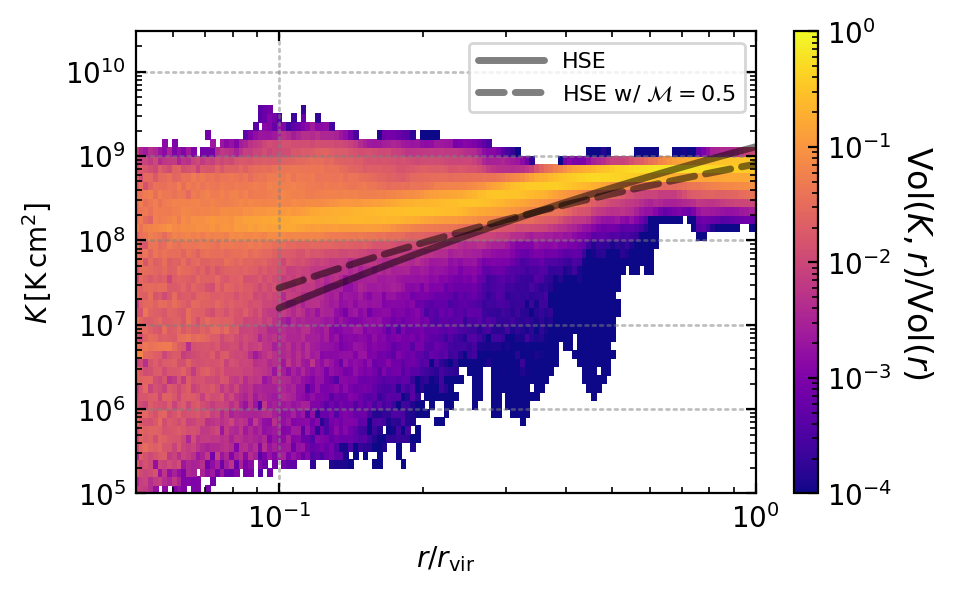 HSE
HSE w/ ℳ = 0.5
10¹⁰
10⁹
10⁸
10⁷
10⁶
10⁵
K[K cm²]
10⁻¹
10⁰
r/r_vir
10⁰
10⁻¹
10⁻²
10⁻³
10⁻⁴
Vol(K, r)/Vol(r)